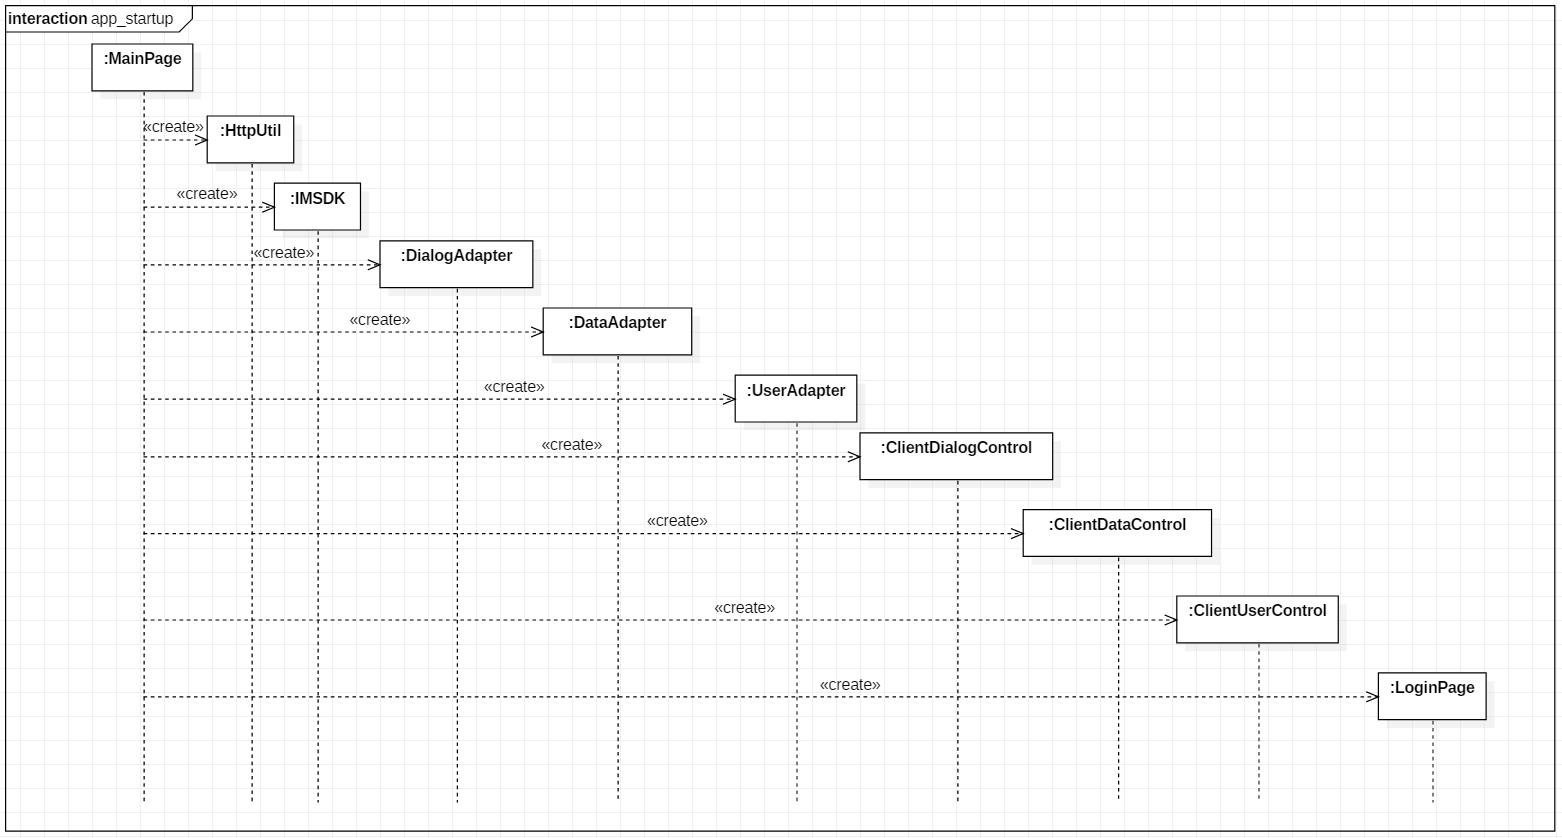 interaction app_startup
:MainPage
«create»
:HttpUtil
«create»
:IMSDK
«create»
:DialogAdapter
«create»
:DataAdapter
«create»
:UserAdapter
«create»
:ClientDialogControl
«create»
:ClientDataControl
«create»
:ClientUserControl
«create»
:LoginPage